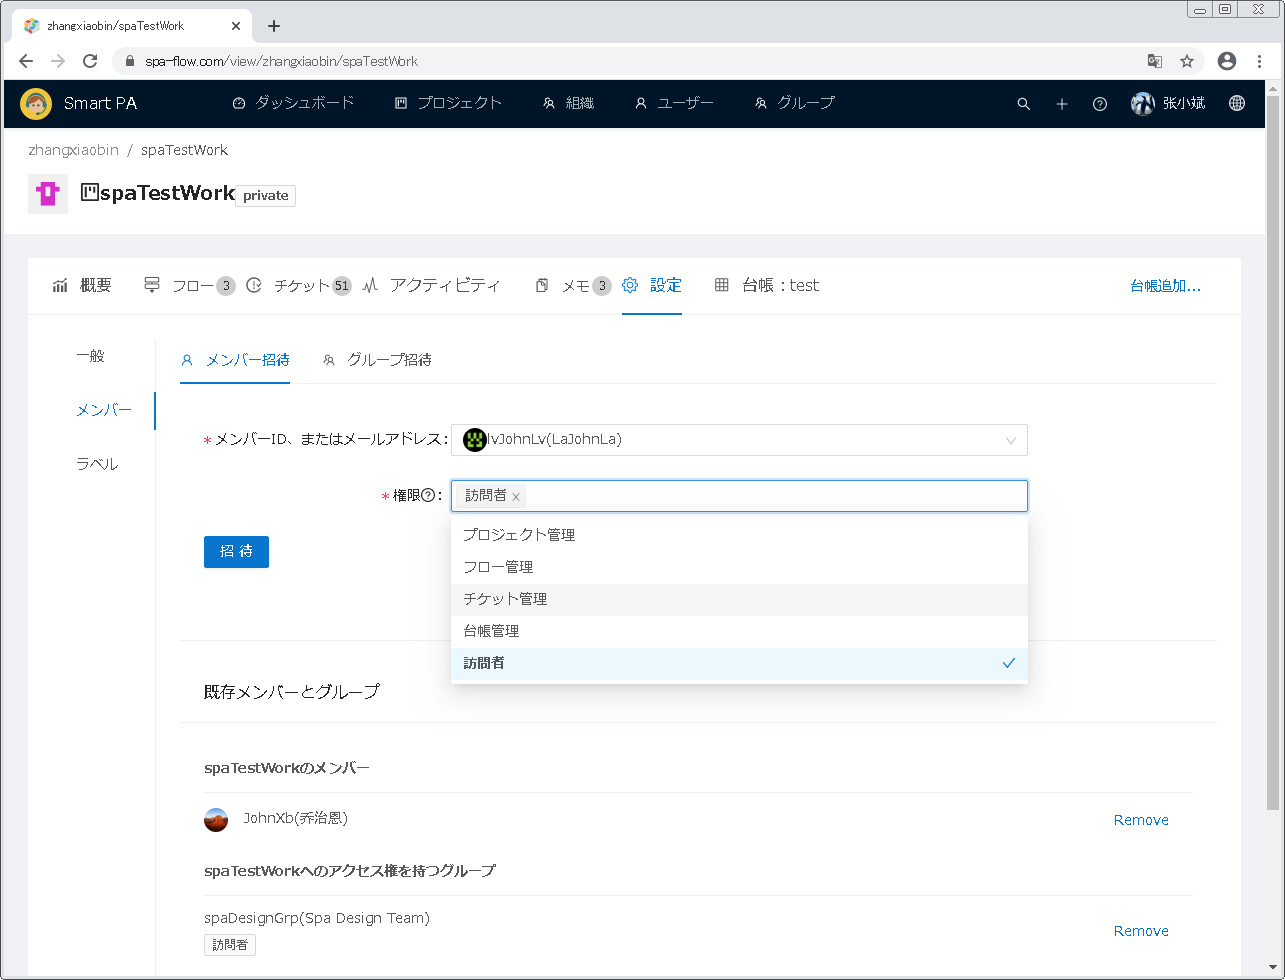 zhangxiaobin/spaTestWork
spa-flow.com/view/zhangxiaobin/spaTestWork
Smart PA ダッシュボード プロジェクト 組織 ユーザー グループ 张小斌
zhangxiaobin / spaTestWork
spaTestWork private
概要 フロー 3 チケット 51 アクティビティ メモ 3 設定 台帳：test 台帳追加...
一般
メンバー
ラベル
メンバー招待 グループ招待
* メンバーID、またはメールアドレス: lvJohnLv(LaJohnLa)
* 権限 : 訪問者
プロジェクト管理
フロー管理
チケット管理
台帳管理
訪問者
招 待
既存メンバーとグループ
spaTestWorkのメンバー
JohnXb(乔治恩) Remove
spaTestWorkへのアクセス権を持つグループ
spaDesignGrp(Spa Design Team) Remove
訪問者